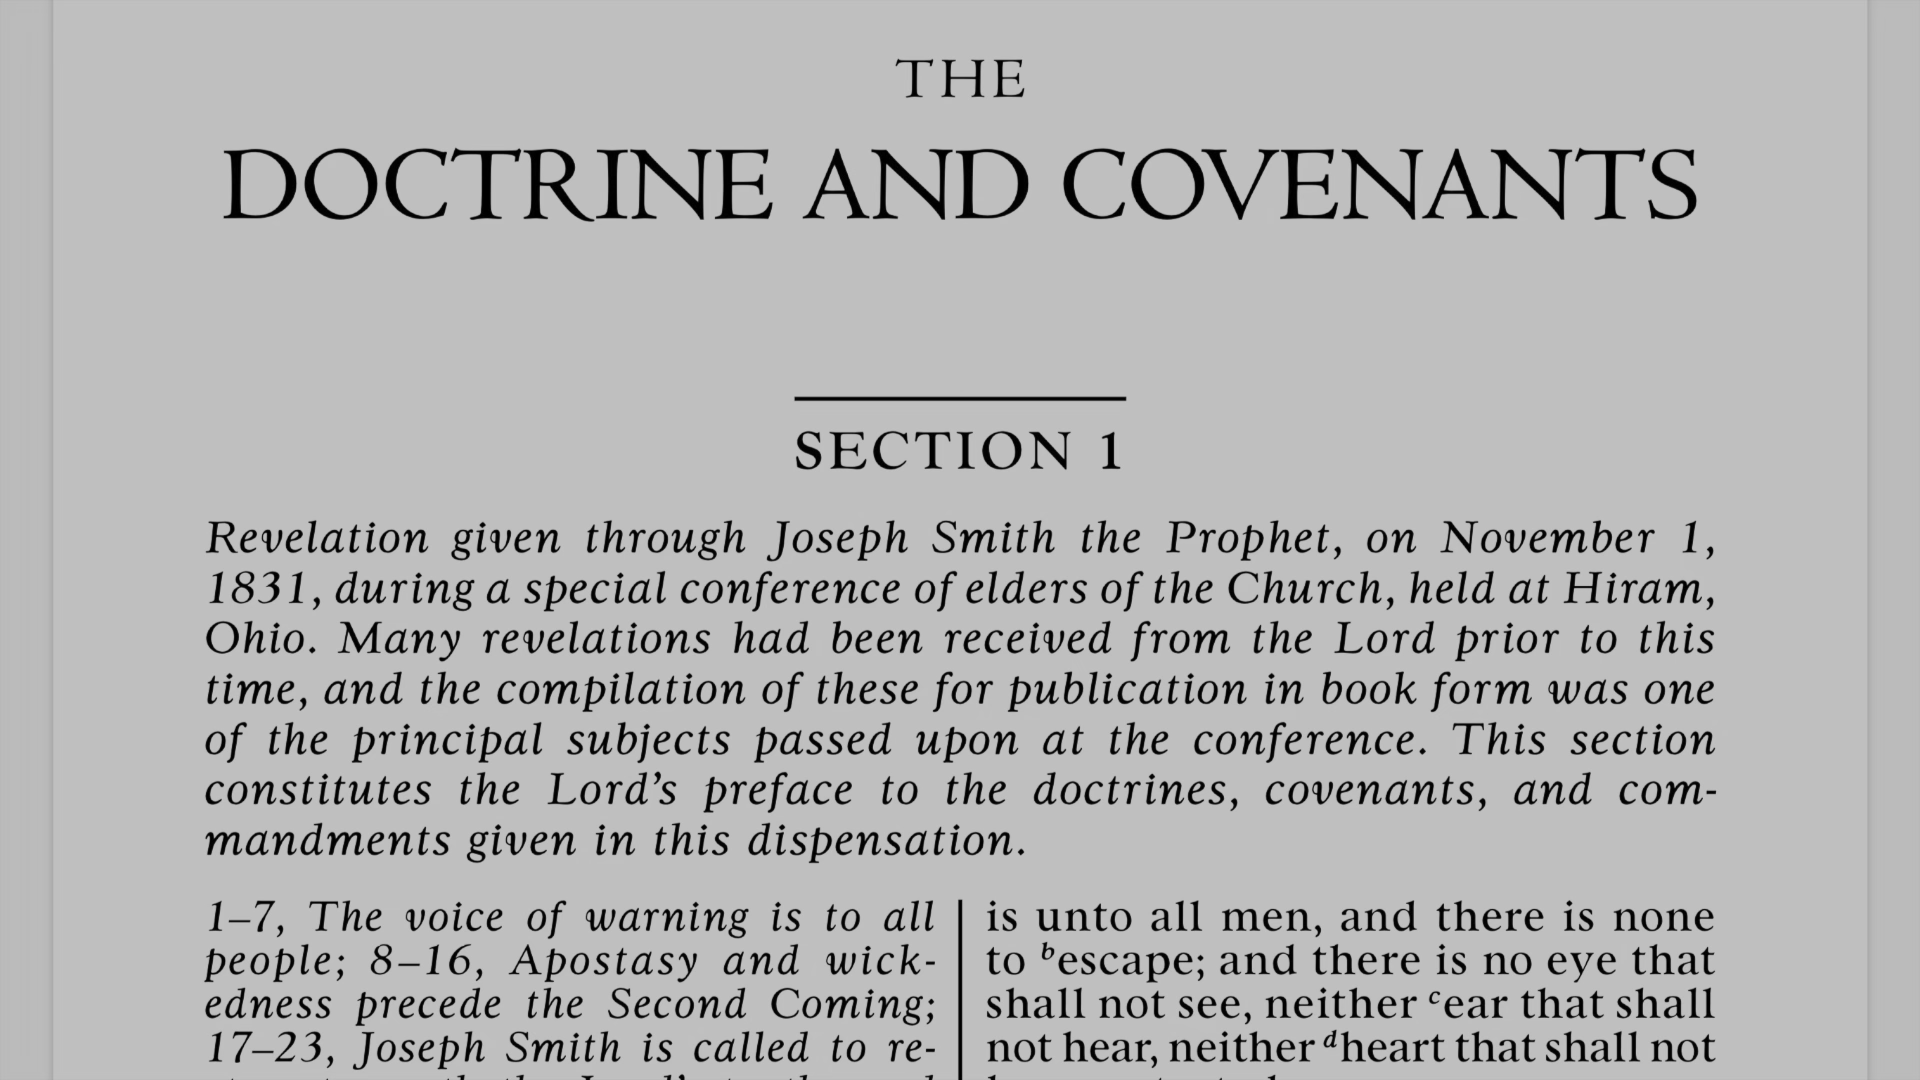 THE
DOCTRINE AND COVENANTS
SECTION 1
Revelation given through Joseph Smith the Prophet, on November 1,
1831, during a special conference of elders of the Church, held at Hiram,
Ohio. Many revelations had been received from the Lord prior to this
time, and the compilation of these for publication in book form was one
of the principal subjects passed upon at the conference. This section
constitutes the Lord’s preface to the doctrines, covenants, and com-
mandments given in this dispensation.
1–7, The voice of warning is to all
people; 8–16, Apostasy and wick-
edness precede the Second Coming;
17–23, Joseph Smith is called to re-
is unto all men, and there is none
to ᵇescape; and there is no eye that
shall not see, neither ᶜear that shall
not hear, neither ᵈheart that shall not